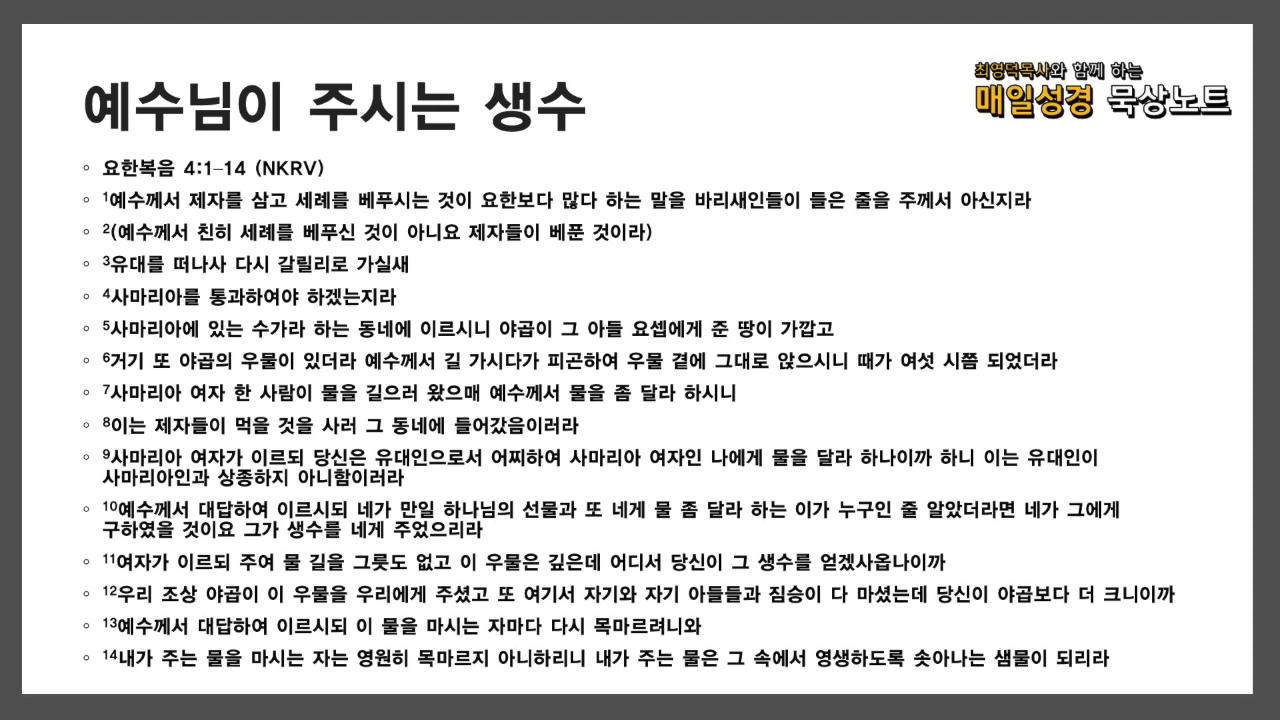 최영덕목사와 함께 하는
매일성경 묵상노트
예수님이 주시는 생수
◦ 요한복음 4:1–14 (NKRV)
◦ ¹예수께서 제자를 삼고 세례를 베푸시는 것이 요한보다 많다 하는 말을 바리새인들이 들은 줄을 주께서 아신지라
◦ ²(예수께서 친히 세례를 베푸신 것이 아니요 제자들이 베푼 것이라)
◦ ³유대를 떠나사 다시 갈릴리로 가실새
◦ ⁴사마리아를 통과하여야 하겠는지라
◦ ⁵사마리아에 있는 수가라 하는 동네에 이르시니 야곱이 그 아들 요셉에게 준 땅이 가깝고
◦ ⁶거기 또 야곱의 우물이 있더라 예수께서 길 가시다가 피곤하여 우물 곁에 그대로 앉으시니 때가 여섯 시쯤 되었더라
◦ ⁷사마리아 여자 한 사람이 물을 길으러 왔으매 예수께서 물을 좀 달라 하시니
◦ ⁸이는 제자들이 먹을 것을 사러 그 동네에 들어갔음이러라
◦ ⁹사마리아 여자가 이르되 당신은 유대인으로서 어찌하여 사마리아 여자인 나에게 물을 달라 하나이까 하니 이는 유대인이
사마리아인과 상종하지 아니함이러라
◦ ¹⁰예수께서 대답하여 이르시되 네가 만일 하나님의 선물과 또 네게 물 좀 달라 하는 이가 누구인 줄 알았더라면 네가 그에게
구하였을 것이요 그가 생수를 네게 주었으리라
◦ ¹¹여자가 이르되 주여 물 길을 그릇도 없고 이 우물은 깊은데 어디서 당신이 그 생수를 얻겠사옵나이까
◦ ¹²우리 조상 야곱이 이 우물을 우리에게 주셨고 또 여기서 자기와 자기 아들들과 짐승이 다 마셨는데 당신이 야곱보다 더 크니이까
◦ ¹³예수께서 대답하여 이르시되 이 물을 마시는 자마다 다시 목마르려니와
◦ ¹⁴내가 주는 물을 마시는 자는 영원히 목마르지 아니하리니 내가 주는 물은 그 속에서 영생하도록 솟아나는 샘물이 되리라